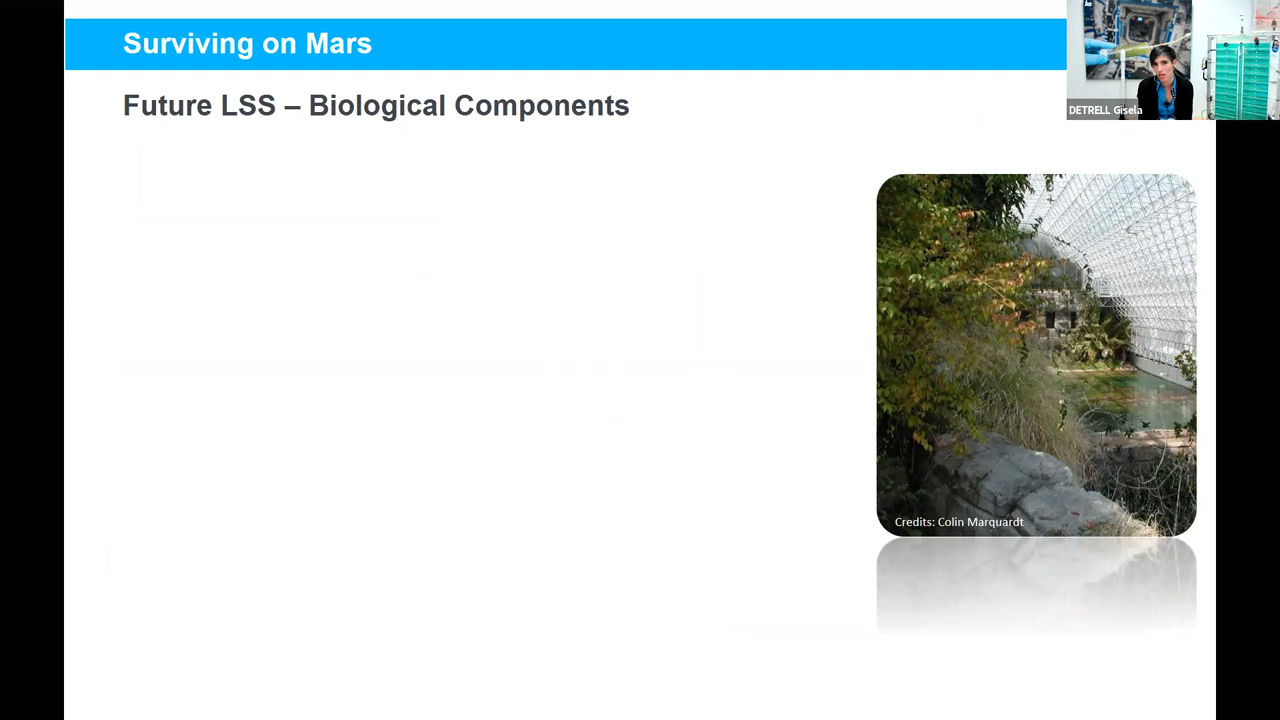 Surviving on Mars
Future LSS – Biological Components
DETRELL Gisela
Credits: Colin Marquardt